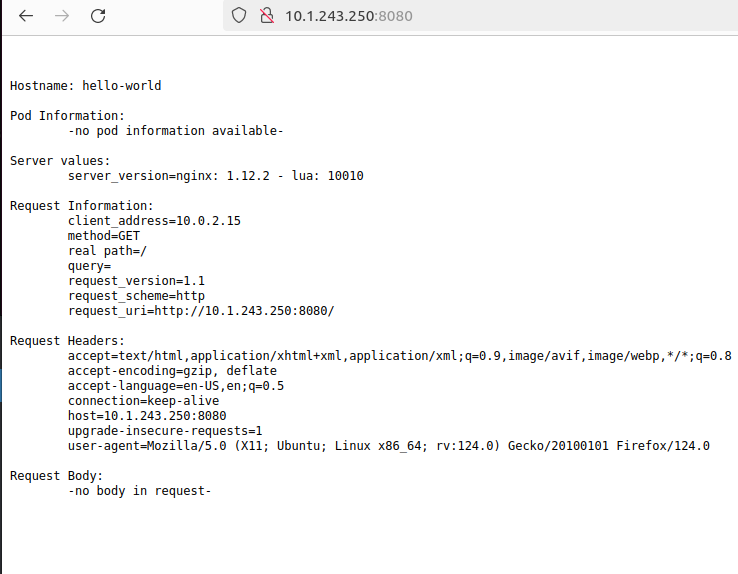 10.1.243.250:8080
Hostname: hello-world
Pod Information:
-no pod information available-
Server values:
server_version=nginx: 1.12.2 - lua: 10010
Request Information:
client_address=10.0.2.15
method=GET
real path=/
query=
request_version=1.1
request_scheme=http
request_uri=http://10.1.243.250:8080/
Request Headers:
accept=text/html,application/xhtml+xml,application/xml;q=0.9,image/avif,image/webp,*/*;q=0.8
accept-encoding=gzip, deflate
accept-language=en-US,en;q=0.5
connection=keep-alive
host=10.1.243.250:8080
upgrade-insecure-requests=1
user-agent=Mozilla/5.0 (X11; Ubuntu; Linux x86_64; rv:124.0) Gecko/20100101 Firefox/124.0
Request Body:
-no body in request-